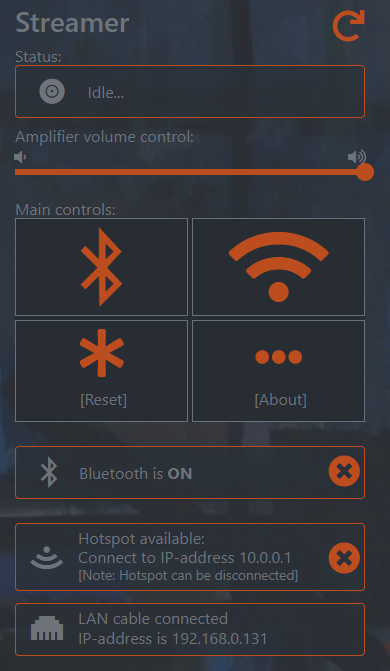 Streamer
Status:
Idle...
Amplifier volume control:
Main controls:
[Reset]
[About]
Bluetooth is ON
Hotspot available:
Connect to IP-address 10.0.0.1
[Note: Hotspot can be disconnected]
LAN cable connected
IP-address is 192.168.0.131